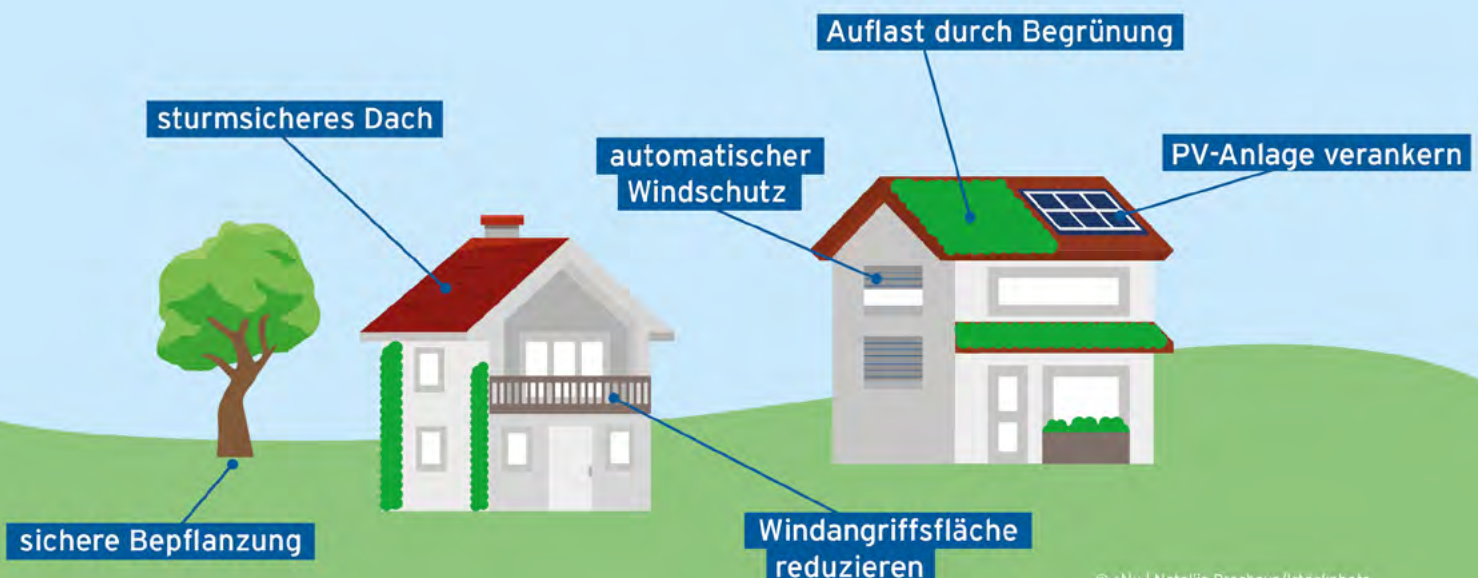 Auflast durch Begrünung
sturmsicheres Dach
automatischer
Windschutz
PV-Anlage verankern
sichere Bepflanzung
Windangriffsfläche
reduzieren